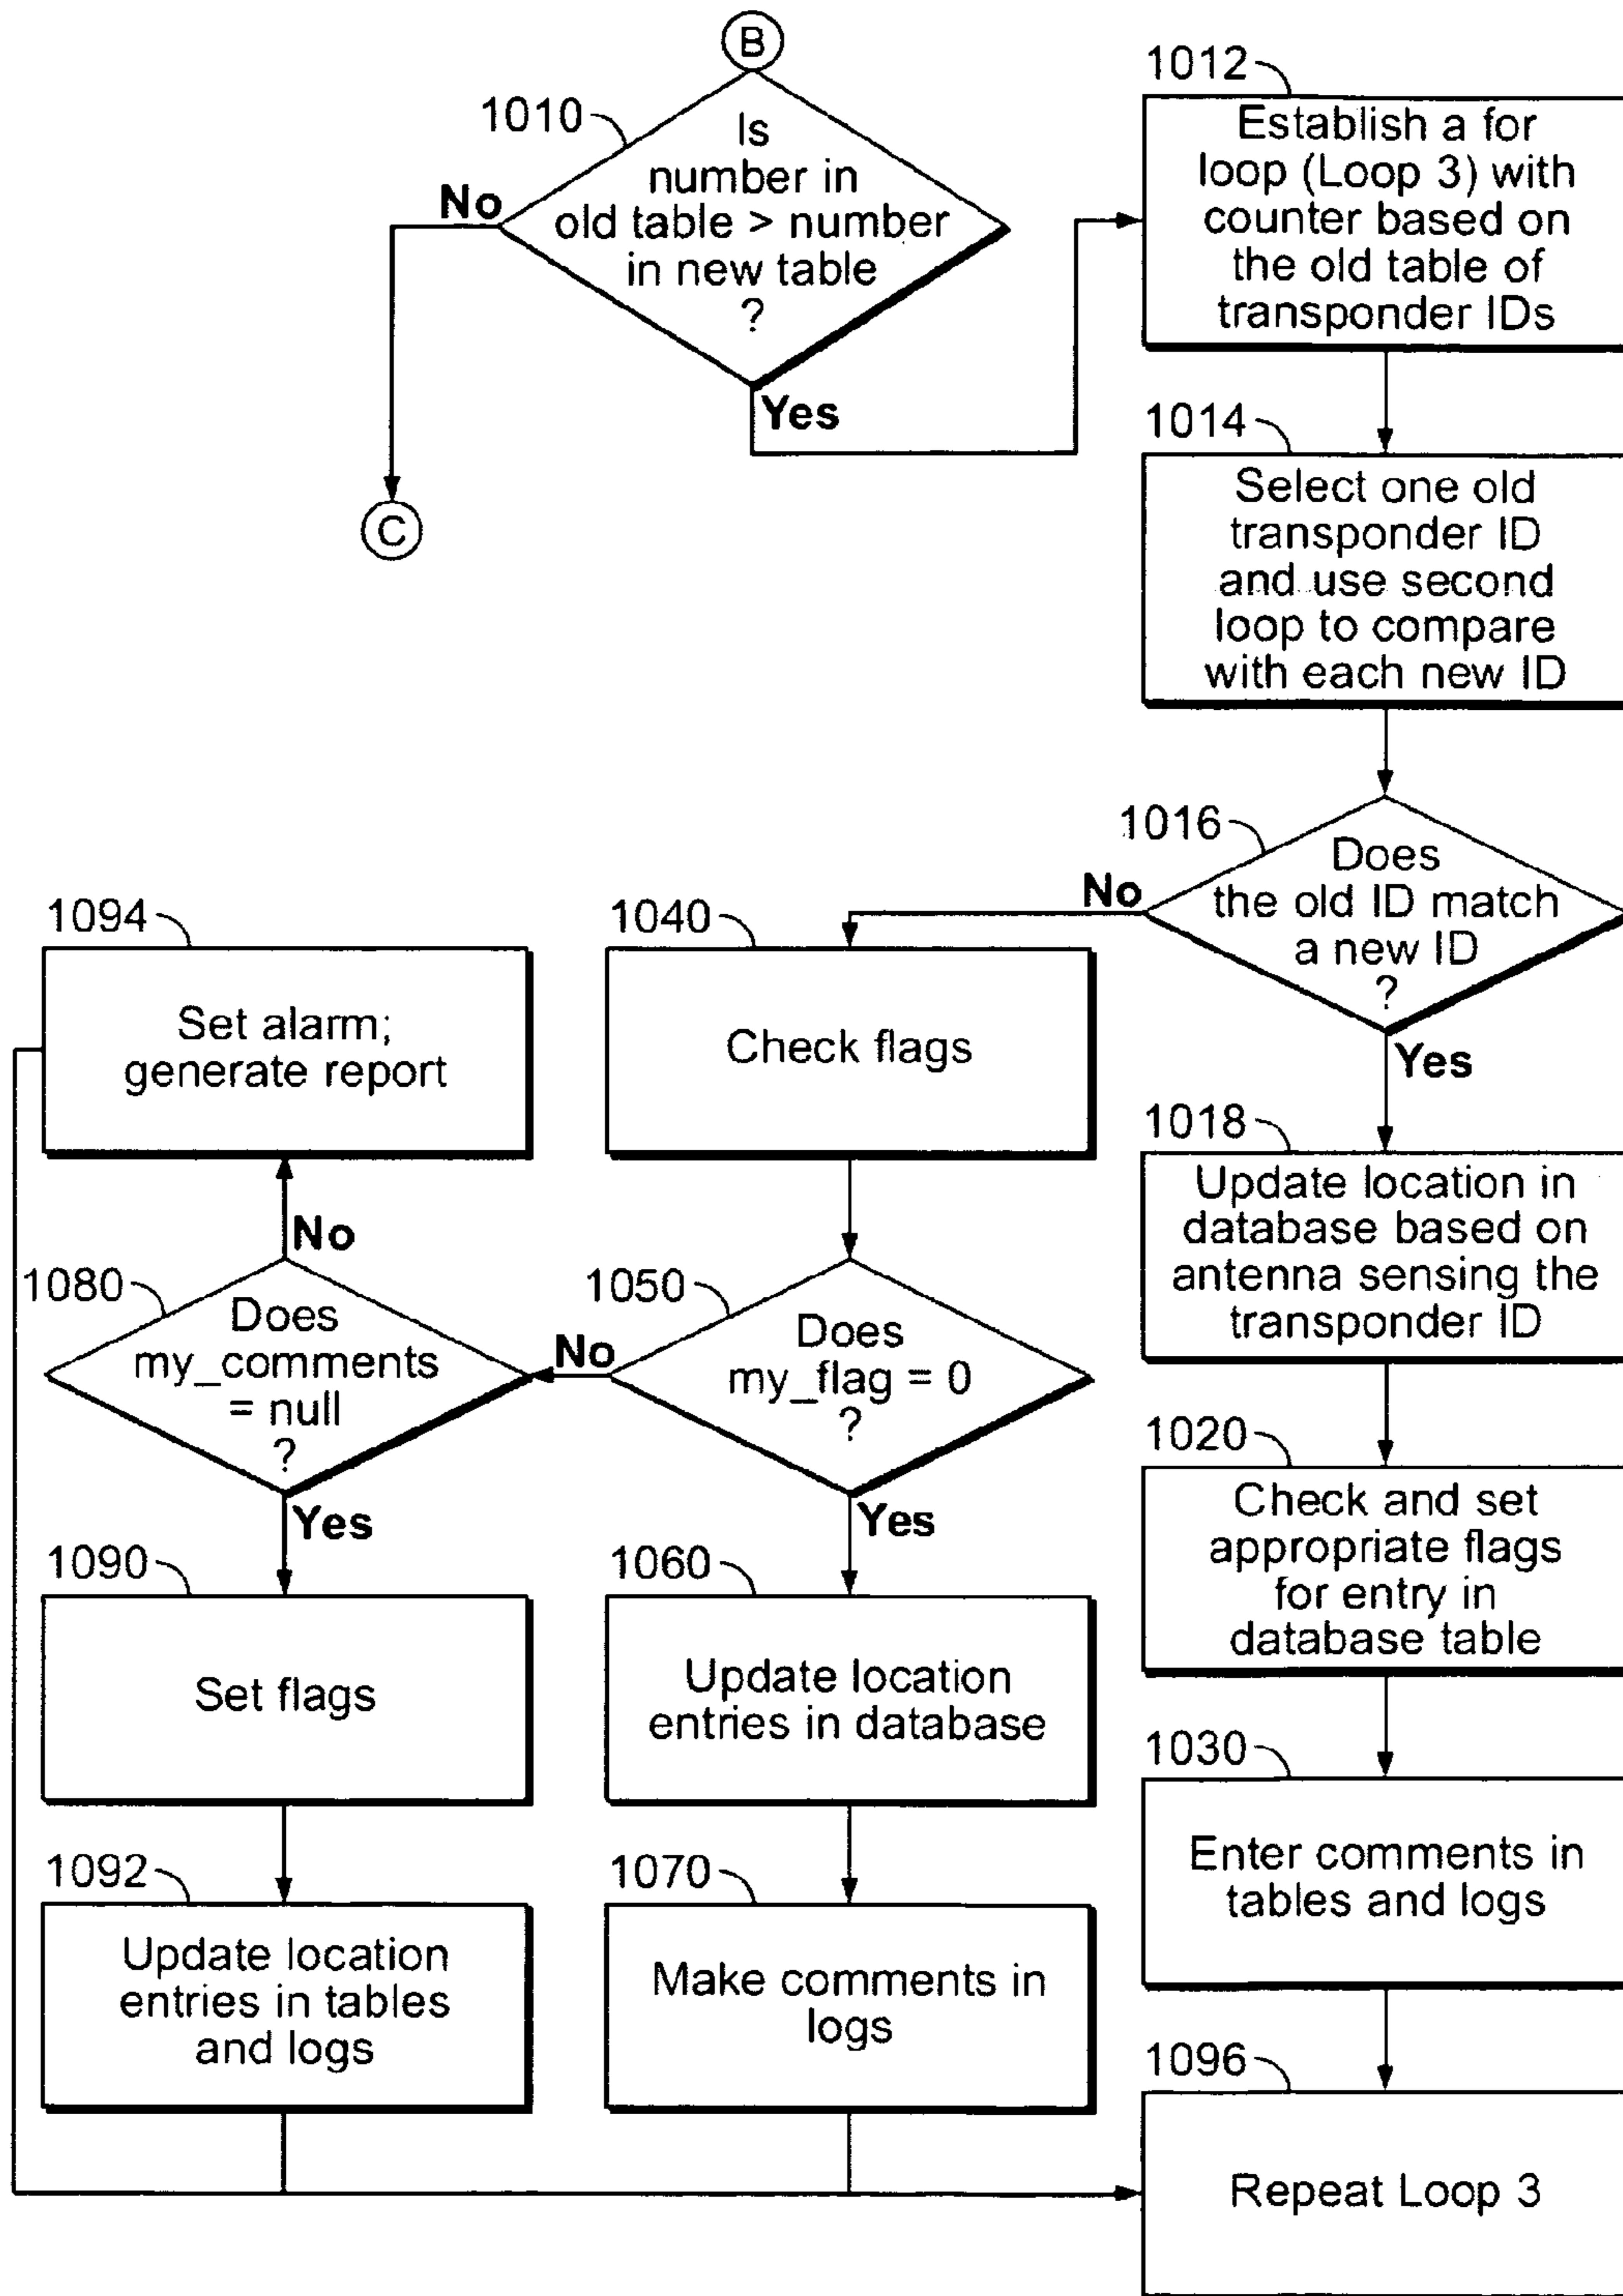 B
1010
Is
number in
old table > number
in new table
?
No
Yes
C
1012
Establish a for
loop (Loop 3) with
counter based on
the old table of
transponder IDs
1014
Select one old
transponder ID
and use second
loop to compare
with each new ID
1016
Does
the old ID match
a new ID
?
No
Yes
1018
Update location in
database based on
antenna sensing the
transponder ID
1020
Check and set
appropriate flags
for entry in
database table
1030
Enter comments in
tables and logs
1040
Check flags
1050
Does
my_flag = 0
?
No
Yes
1060
Update location
entries in database
1070
Make comments in
logs
1080
Does
my_comments
= null
?
No
Yes
1094
Set alarm;
generate report
1090
Set flags
1092
Update location
entries in tables
and logs
1096
Repeat Loop 3